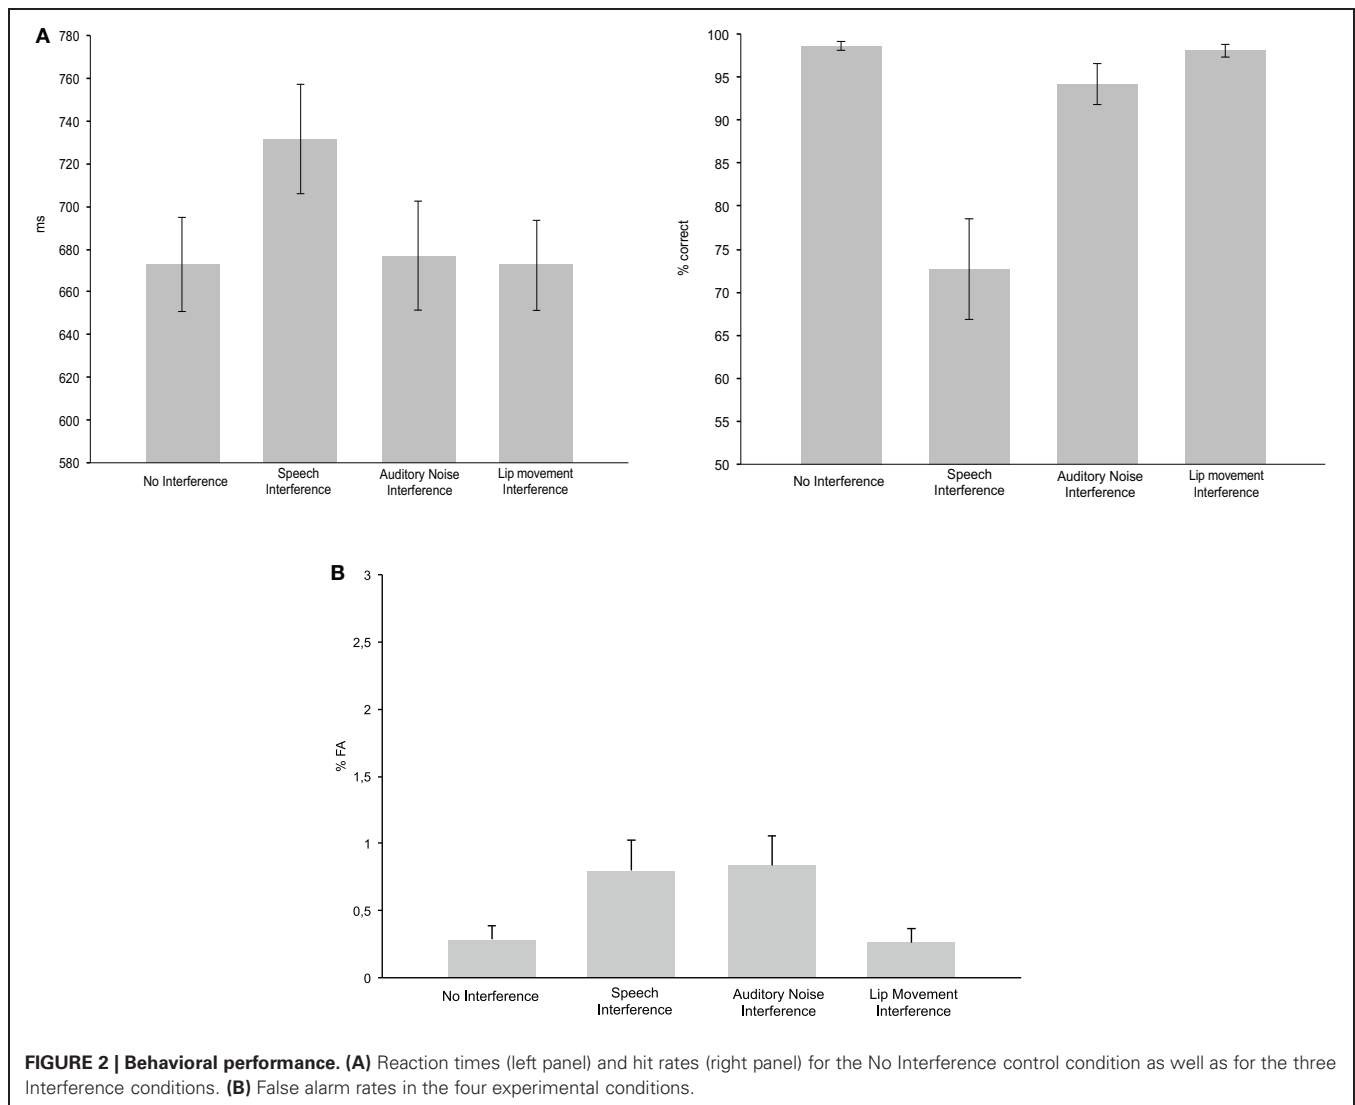 A
780
760
740
720
700
680
660
640
620
600
580
ms
No Interference
Speech
Interference
Auditory Noise
Interference
Lip movement
Interference
100
95
90
85
80
75
70
65
60
55
50
% correct
No Interference
Speech
Interference
Auditory Noise
Interference
Lip movement
Interference
B
3
2,5
2
1,5
1
0,5
0
% FA
No Interference
Speech
Interference
Auditory Noise
Interference
Lip Movement
Interference
FIGURE 2 | Behavioral performance. (A) Reaction times (left panel) and hit rates (right panel) for the No Interference control condition as well as for the three
Interference conditions. (B) False alarm rates in the four experimental conditions.